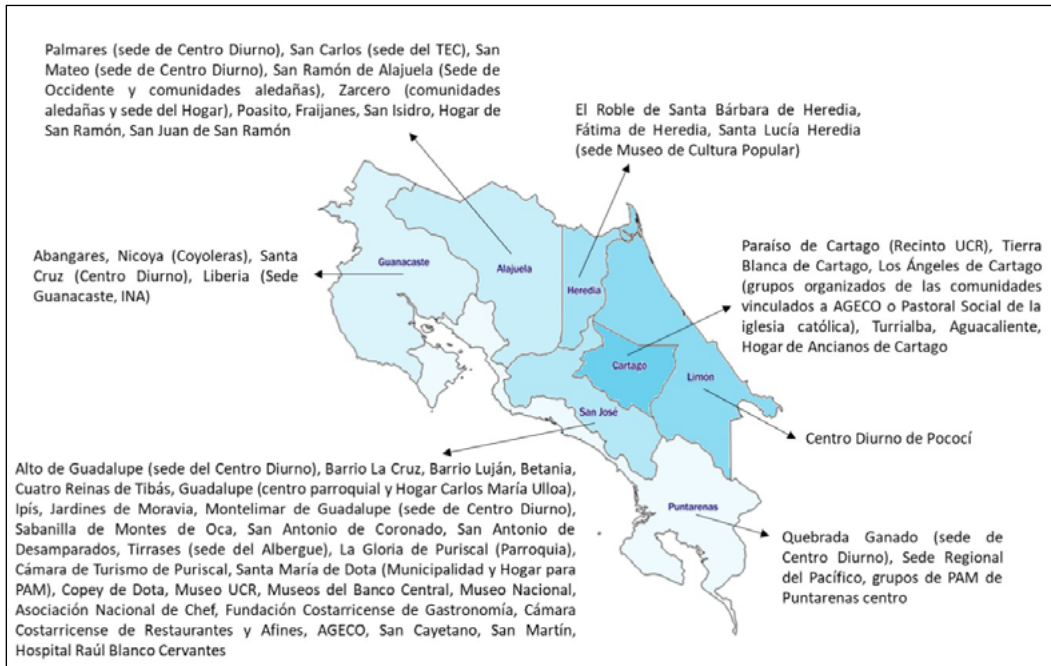 Palmares (sede de Centro Diurno), San Carlos (sede del TEC), San
Mateo (sede de Centro Diurno), San Ramón de Alajuela (Sede de
Occidente y comunidades aledañas), Zarcero (comunidades
aledañas y sede del Hogar), Poasito, Fraijanes, San Isidro, Hogar de
San Ramón, San Juan de San Ramón
El Roble de Santa Bárbara de Heredia,
Fátima de Heredia, Santa Lucía Heredia
(sede Museo de Cultura Popular)
Abangares, Nicoya (Coyoleras), Santa
Cruz (Centro Diurno), Liberia (Sede
Guanacaste, INA)
Guanacaste
Alajuela
Heredia
Paraíso de Cartago (Recinto UCR), Tierra
Blanca de Cartago, Los Ángeles de Cartago
(grupos organizados de las comunidades
vinculados a AGECO o Pastoral Social de la
iglesia católica), Turrialba, Aguacaliente,
Hogar de Ancianos de Cartago
Cartago
Limón
San José
Centro Diurno de Pococí
Alto de Guadalupe (sede del Centro Diurno), Barrio La Cruz, Barrio Luján, Betania,
Cuatro Reinas de Tibás, Guadalupe (centro parroquial y Hogar Carlos María Ulloa),
Ipís, Jardines de Moravia, Montelimar de Guadalupe (sede de Centro Diurno),
Sabanilla de Montes de Oca, San Antonio de Coronado, San Antonio de
Desamparados, Tirrases (sede del Albergue), La Gloria de Puriscal (Parroquia),
Cámara de Turismo de Puriscal, Santa María de Dota (Municipalidad y Hogar para
PAM), Copey de Dota, Museo UCR, Museos del Banco Central, Museo Nacional,
Asociación Nacional de Chef, Fundación Costarricense de Gastronomía, Cámara
Costarricense de Restaurantes y Afines, AGECO, San Cayetano, San Martín,
Hospital Raúl Blanco Cervantes
Puntarenas
Quebrada Ganado (sede de
Centro Diurno), Sede Regional
del Pacífico, grupos de PAM de
Puntarenas centro